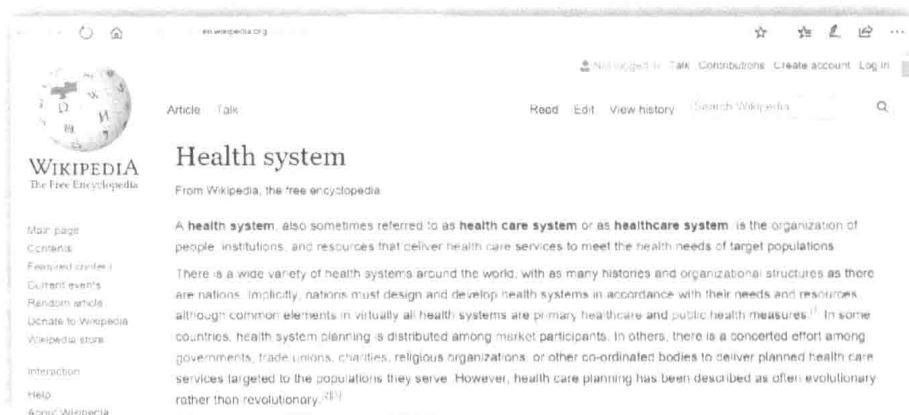 en.wikipedia.org
Not logged in Talk Contributions Create account Log in
Article Talk
Read Edit View history Search Wikipedia
WIKIPEDIA
The Free Encyclopedia
Health system
From Wikipedia, the free encyclopedia
Main page
Contents
Featured content
Current events
Random article
Donate to Wikipedia
Wikipedia store
Interaction
Help
About Wikipedia
A health system, also sometimes referred to as health care system or as healthcare system, is the organization of
people, institutions, and resources that deliver health care services to meet the health needs of target populations
There is a wide variety of health systems around the world, with as many histories and organizational structures as there
are nations. Implicitly, nations must design and develop health systems in accordance with their needs and resources,
although common elements in virtually all health systems are primary healthcare and public health measures.[1] In some
countries, health system planning is distributed among market participants. In others, there is a concerted effort among
governments, trade unions, charities, religious organizations, or other co-ordinated bodies to deliver planned health care
services targeted to the populations they serve. However, health care planning has been described as often evolutionary
rather than revolutionary.[2][3]